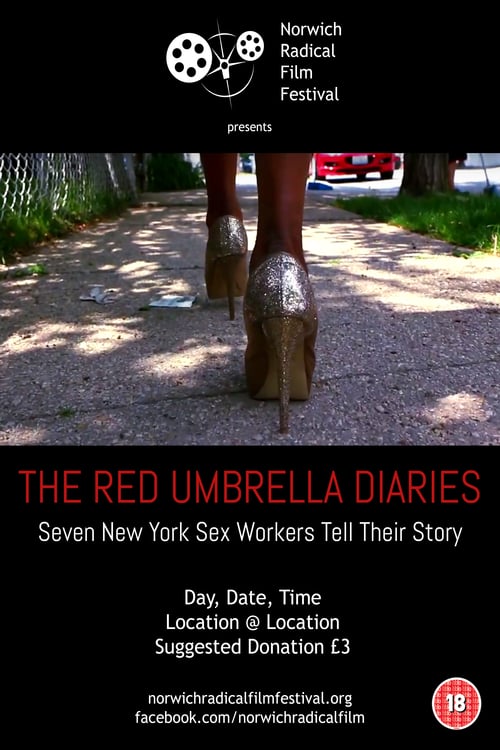 Norwich
Radical
Film
Festival
presents
THE RED UMBRELLA DIARIES
Seven New York Sex Workers Tell Their Story
Day, Date, Time
Location @ Location
Suggested Donation £3
norwichradicalfilmfestival.org
facebook.com/norwichradicalfilm
18